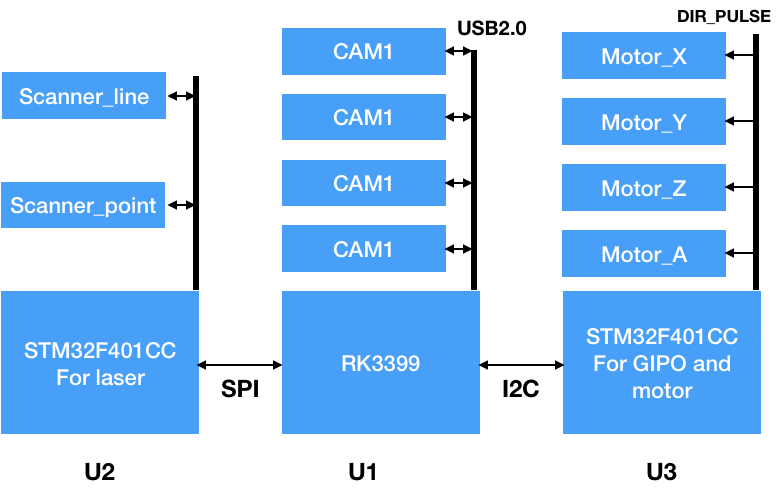 DIR_PULSE
USB2.0
CAM1
Motor_X
Scanner_line
CAM1
Motor_Y
Scanner_point
CAM1
Motor_Z
CAM1
Motor_A
STM32F401CC
For laser
RK3399
STM32F401CC
For GIPO and
motor
SPI
I2C
U2
U1
U3